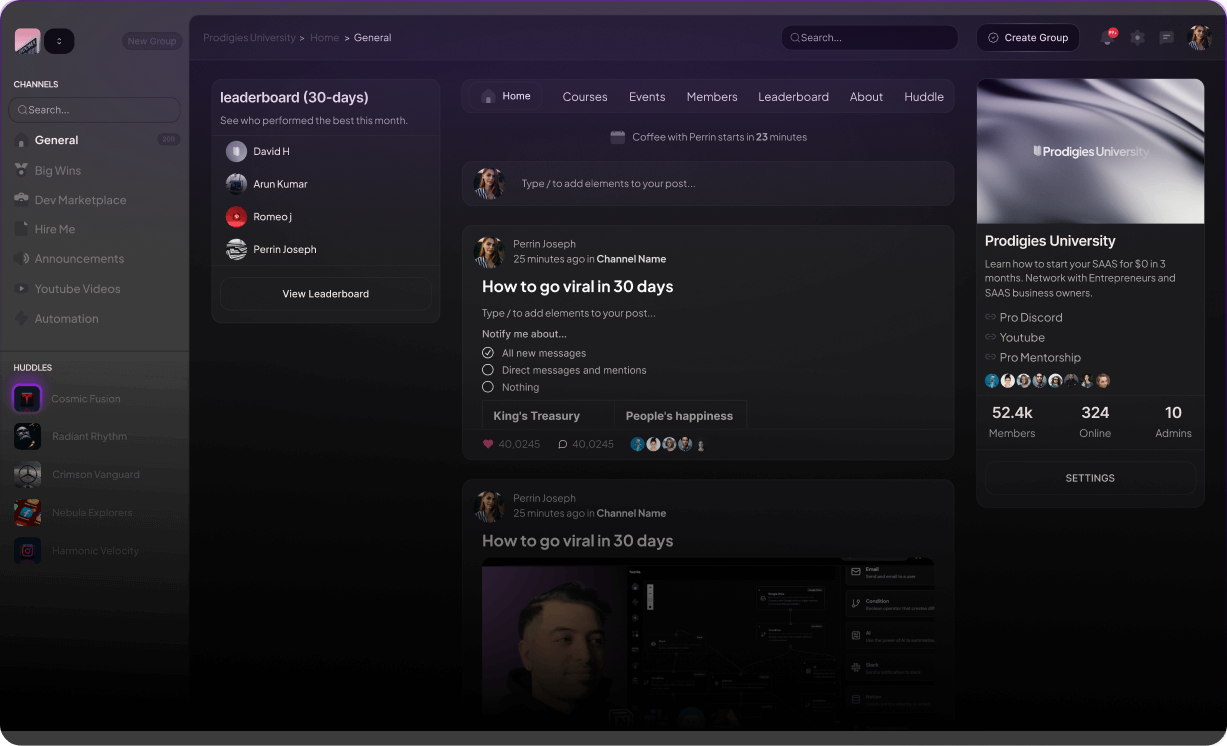 New Group
Prodigies University > Home > General
Search...
Create Group
99+
CHANNELS
Search...
General
200
Big Wins
Dev Marketplace
Hire Me
Announcements
Youtube Videos
Automation
HUDDLES
Cosmic Fusion
Radiant Rhythm
Crimson Vanguard
Nebula Explorers
Harmonic Velocity
leaderboard (30-days)
See who performed the best this month.
David H
Arun Kumar
Romeo j
Perrin Joseph
View Leaderboard
Home Courses Events Members Leaderboard About Huddle
Coffee with Perrin starts in 23 minutes
Type / to add elements to your post...
Perrin Joseph
25 minutes ago in Channel Name
How to go viral in 30 days
Type / to add elements to your post...
Notify me about...
All new messages
Direct messages and mentions
Nothing
King's Treasury People's happiness
40,0245 40,0245
Perrin Joseph
25 minutes ago in Channel Name
How to go viral in 30 days
Email
Send and email to a user
Condition
AI
Slack
Prodigies University
Prodigies University
Learn how to start your SAAS for $0 in 3
months. Network with Entrepreneurs and
SAAS business owners.
Pro Discord
Youtube
Pro Mentorship
52.4k 324 10
Members Online Admins
SETTINGS